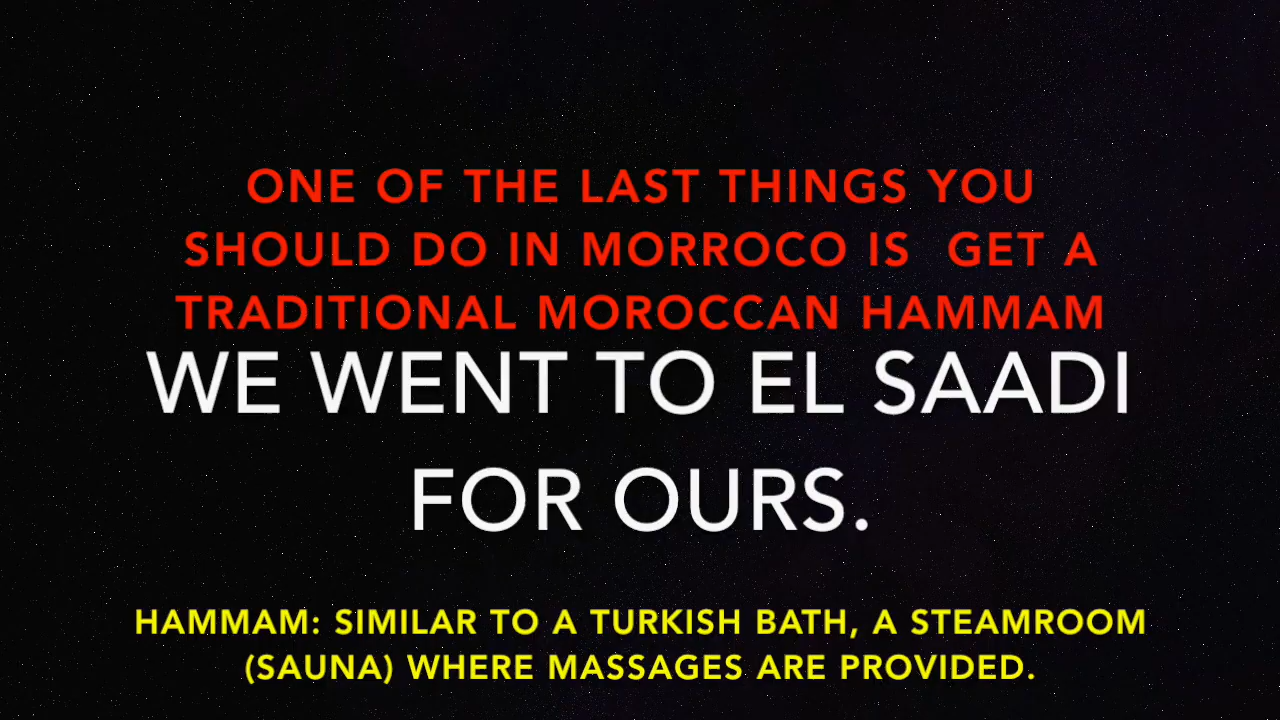 ONE OF THE LAST THINGS YOU
SHOULD DO IN MORROCO IS  GET A
TRADITIONAL MOROCCAN HAMMAM
WE WENT TO EL SAADI
FOR OURS.
HAMMAM: SIMILAR TO A TURKISH BATH, A STEAMROOM
(SAUNA) WHERE MASSAGES ARE PROVIDED.